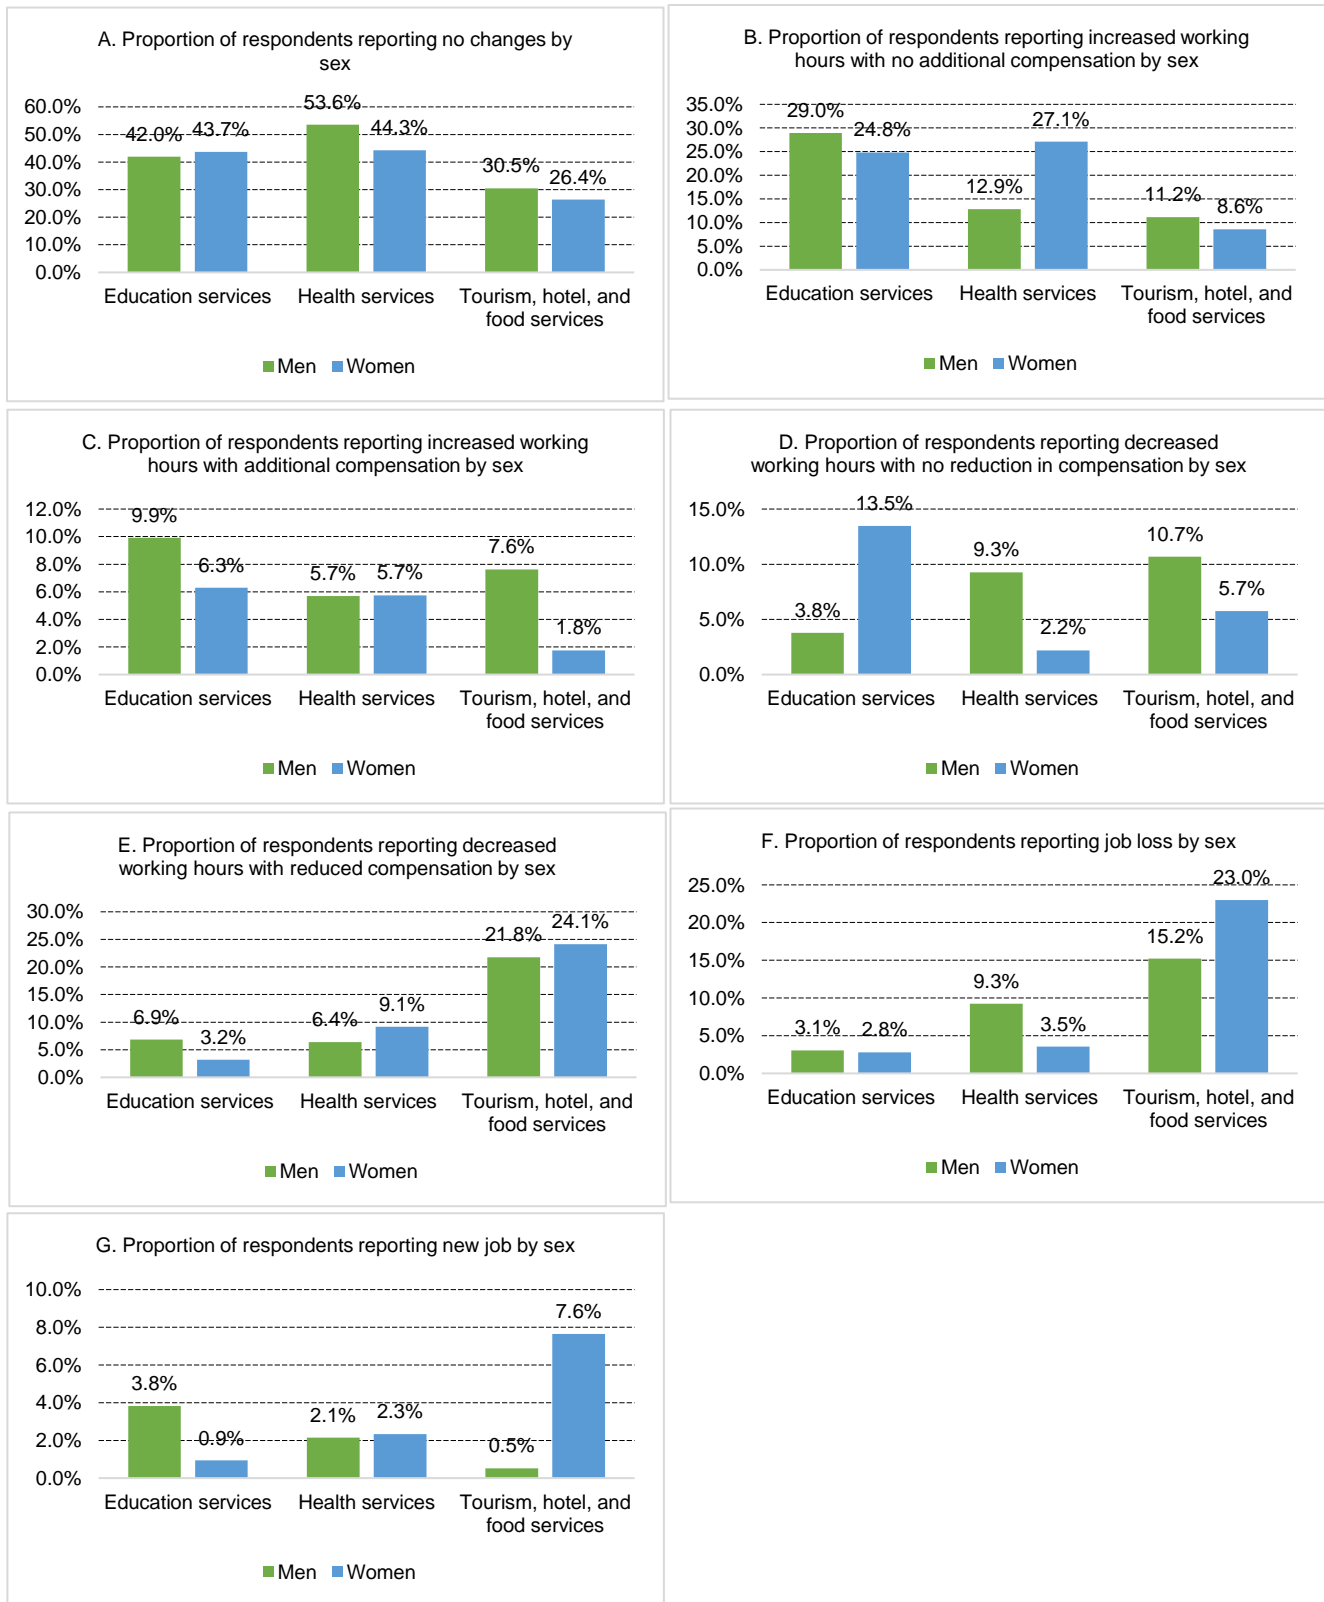 A. Proportion of respondents reporting no changes by
sex
60.0%
50.0%
40.0%
30.0%
20.0%
10.0%
0.0%
42.0%
43.7%
53.6%
44.3%
30.5%
26.4%
Education services
Health services
Tourism, hotel, and
food services
Men
Women
B. Proportion of respondents reporting increased working
hours with no additional compensation by sex
35.0%
30.0%
25.0%
20.0%
15.0%
10.0%
5.0%
0.0%
29.0%
24.8%
12.9%
27.1%
11.2%
8.6%
Education services
Health services
Tourism, hotel, and
food services
Men
Women
C. Proportion of respondents reporting increased working
hours with additional compensation by sex
12.0%
10.0%
8.0%
6.0%
4.0%
2.0%
0.0%
9.9%
6.3%
5.7%
5.7%
7.6%
1.8%
Education services
Health services
Tourism, hotel, and
food services
Men
Women
D. Proportion of respondents reporting decreased
working hours with no reduction in compensation by sex
15.0%
10.0%
5.0%
0.0%
3.8%
13.5%
9.3%
2.2%
10.7%
5.7%
Education services
Health services
Tourism, hotel, and
food services
Men
Women
E. Proportion of respondents reporting decreased
working hours with reduced compensation by sex
30.0%
25.0%
20.0%
15.0%
10.0%
5.0%
0.0%
6.9%
3.2%
6.4%
9.1%
21.8%
24.1%
Education services
Health services
Tourism, hotel, and
food services
Men
Women
F. Proportion of respondents reporting job loss by sex
25.0%
20.0%
15.0%
10.0%
5.0%
0.0%
3.1%
2.8%
9.3%
3.5%
15.2%
23.0%
Education services
Health services
Tourism, hotel, and
food services
Men
Women
G. Proportion of respondents reporting new job by sex
10.0%
8.0%
6.0%
4.0%
2.0%
0.0%
3.8%
0.9%
2.1%
2.3%
0.5%
7.6%
Education services
Health services
Tourism, hotel, and
food services
Men
Women